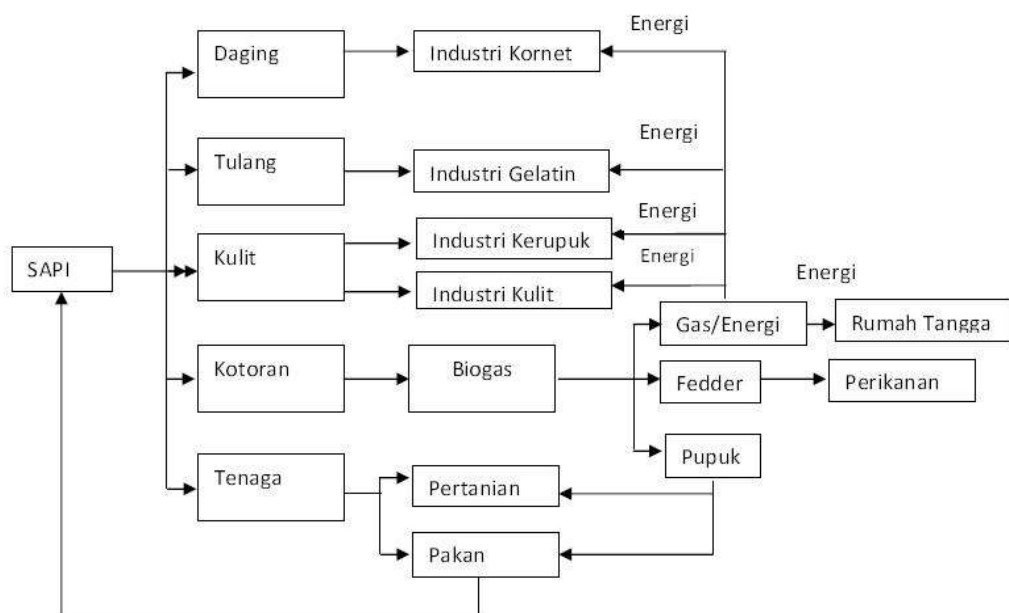 Energi
Daging
Industri Kornet
Energi
Tulang
Industri Gelatin
Energi
Kulit
Industri Kerupuk
Energi
SAPI
Industri Kulit
Energi
Gas/Energi
Rumah Tangga
Kotoran
Biogas
Fedder
Perikanan
Pupuk
Tenaga
Pertanian
Pakan